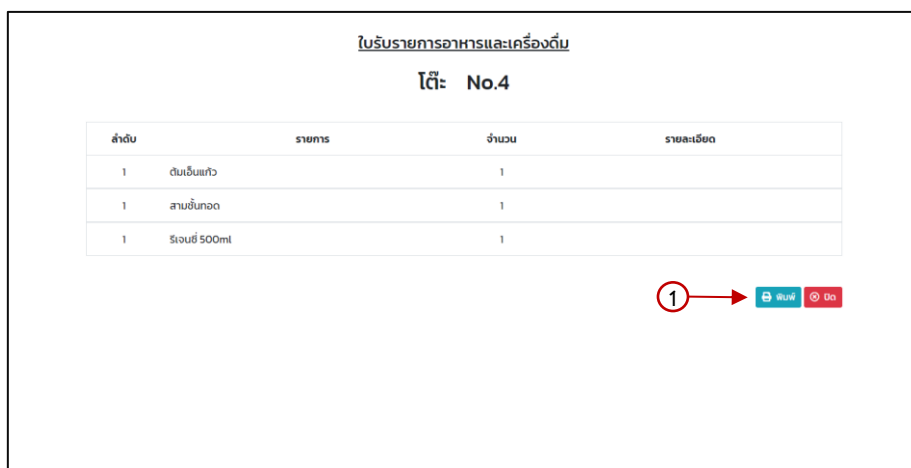 ใบรับรายการอาหารและเครื่องดื่ม
โต๊ะ No.4
ลำดับ รายการ จำนวน รายละเอียด
1 ต้มเอ็นแก้ว 1
1 สามชั้นทอด 1
1 รีเจนซี่ 500ml 1
1 พิมพ์ ปิด